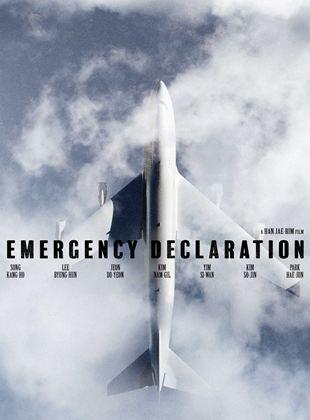 A HAN JAE-RIM FILM
EMERGENCY DECLARATION
SONG KANG-HO
LEE BYUNG-HUN
JEON DO-YEON
KIM NAM-GIL
YIM SI-WAN
KIM SO-JIN
PARK HAE-JUN